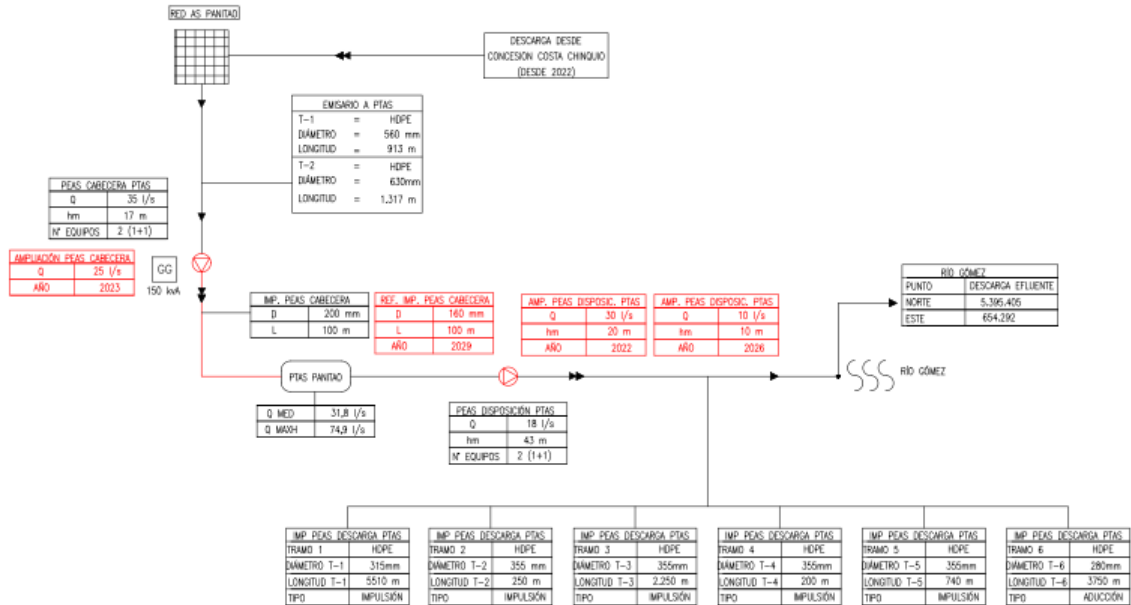 RED AS PANITAO
DESCARGA DESDE
CONCESION COSTA CHINQUIO
(DESDE 2022)
EMISARIO A PTAS
T-1 = HDPE
DIÁMETRO = 560 mm
LONGITUD = 913 m
T-2 = HDPE
DIÁMETRO = 630mm
LONGITUD = 1.317 m
PEAS CABECERA PTAS
Q 35 l/s
hm 17 m
N° EQUIPOS 2 (1+1)
AMPLIACIÓN PEAS CABECERA
Q 25 l/s
AÑO 2023
GG
150 kvA
IMP. PEAS CABECERA
D 200 mm
L 100 m
REF. IMP. PEAS CABECERA
D 160 mm
L 100 m
AÑO 2029
AMP. PEAS DISPOSIC. PTAS
Q 30 l/s
hm 20 m
AÑO 2022
AMP. PEAS DISPOSIC. PTAS
Q 10 l/s
hm 10 m
AÑO 2026
RÍO GÓMEZ
PUNTO DESCARGA EFLUENTE
NORTE 5.395.405
ESTE 654.292
RÍO GÓMEZ
PTAS PANITAO
Q MED 31,8 l/s
Q MAXH 74,9 l/s
PEAS DISPOSICIÓN PTAS
Q 18 l/s
hm 43 m
N° EQUIPOS 2 (1+1)
IMP PEAS DESCARGA PTAS
TRAMO 1 HDPE
DIÁMETRO T-1 315mm
LONGITUD T-1 5510 m
TIPO IMPULSIÓN
IMP PEAS DESCARGA PTAS
TRAMO 2 HDPE
DIÁMETRO T-2 355 mm
LONGITUD T-2 250 m
TIPO IMPULSIÓN
IMP PEAS DESCARGA PTAS
TRAMO 3 HDPE
DIÁMETRO T-3 355mm
LONGITUD T-3 2.250 m
TIPO IMPULSIÓN
IMP PEAS DESCARGA PTAS
TRAMO 4 HDPE
DIÁMETRO T-4 355mm
LONGITUD T-4 200 m
TIPO IMPULSIÓN
IMP PEAS DESCARGA PTAS
TRAMO 5 HDPE
DIÁMETRO T-5 355mm
LONGITUD T-5 740 m
TIPO IMPULSIÓN
IMP PEAS DESCARGA PTAS
TRAMO 6 HDPE
DIÁMETRO T-6 280mm
LONGITUD T-6 3750 m
TIPO ADUCCIÓN